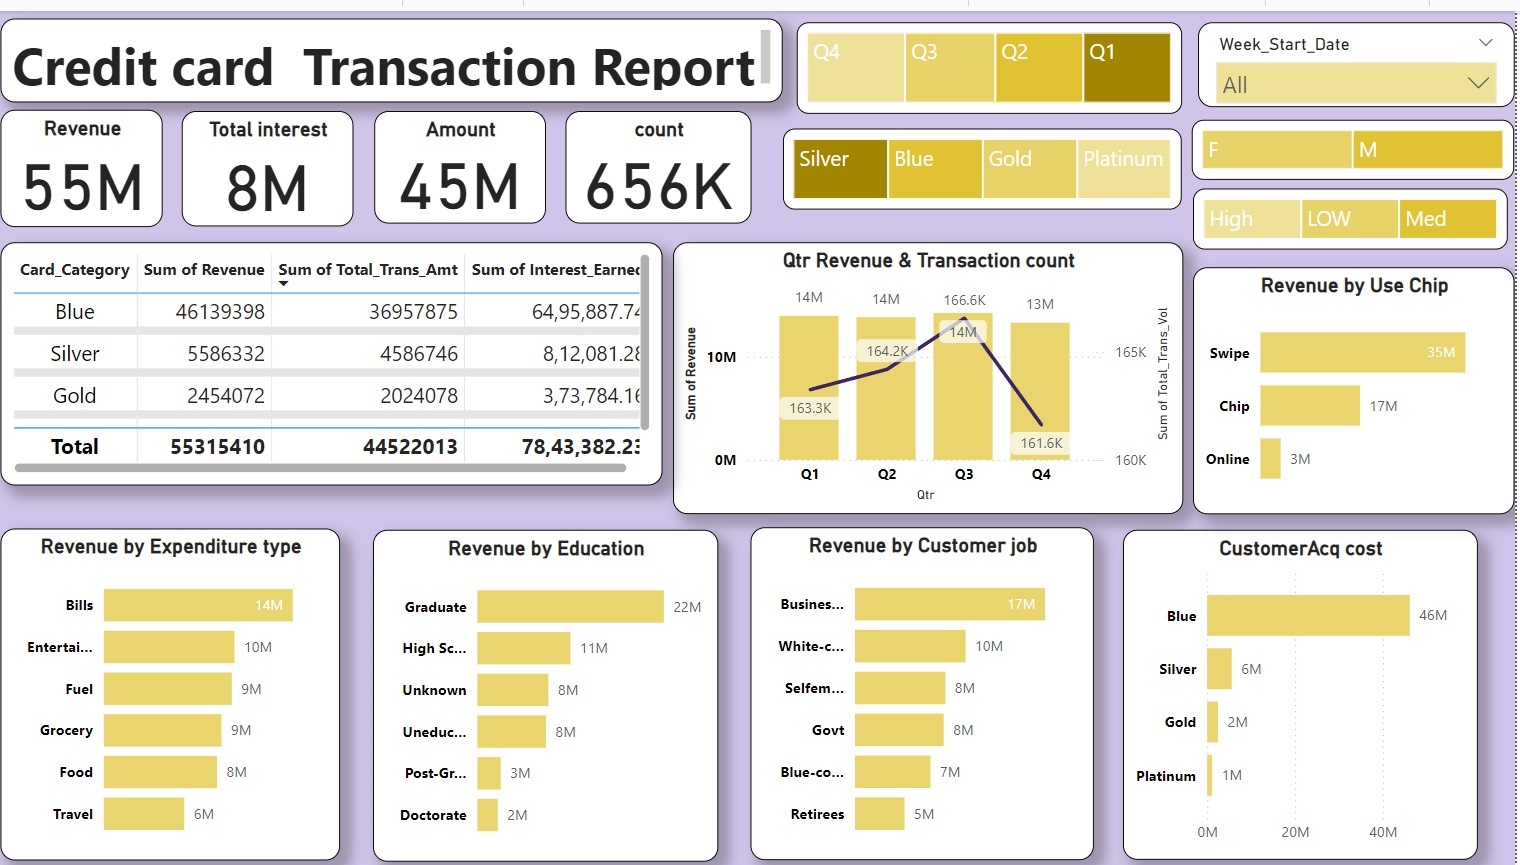 Credit card Transaction Report
Q4 Q3 Q2 Q1
Week_Start_Date
All
Revenue
55M
Total interest
8M
Amount
45M
count
656K
Silver Blue Gold Platinum
F M
High LOW Med
Card_Category Sum of Revenue Sum of Total_Trans_Amt Sum of Interest_Earned
Blue 46139398 36957875 64,95,887.74
Silver 5586332 4586746 8,12,081.28
Gold 2454072 2024078 3,73,784.16
Total 55315410 44522013 78,43,382.23
Qtr Revenue & Transaction count
14M 14M 166.6K 13M
14M
164.2K
163.3K
161.6K
10M
0M
165K
160K
Sum of Revenue
Sum of Total_Trans_Vol
Q1 Q2 Q3 Q4
Qtr
Revenue by Use Chip
Swipe 35M
Chip 17M
Online 3M
Revenue by Expenditure type
Bills 14M
Entertai... 10M
Fuel 9M
Grocery 9M
Food 8M
Travel 6M
Revenue by Education
Graduate 22M
High Sc... 11M
Unknown 8M
Uneduc... 8M
Post-Gr... 3M
Doctorate 2M
Revenue by Customer job
Busines... 17M
White-c... 10M
Selfem... 8M
Govt 8M
Blue-co... 7M
Retirees 5M
CustomerAcq cost
Blue 46M
Silver 6M
Gold 2M
Platinum 1M
0M 20M 40M